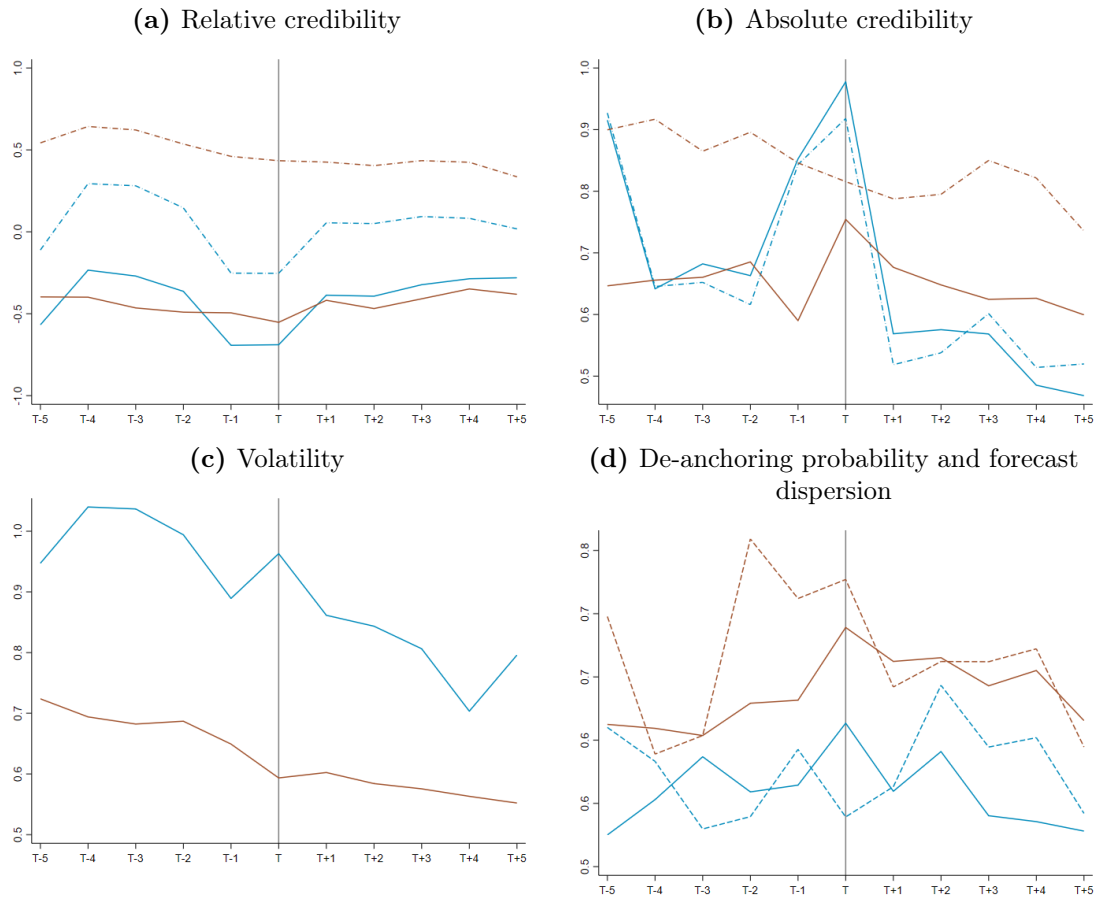 (a) Relative credibility
1.0
0.5
0.0
-0.5
-1.0
T-5 T-4 T-3 T-2 T-1 T T+1 T+2 T+3 T+4 T+5
(b) Absolute credibility
1.0
0.9
0.8
0.7
0.6
0.5
T-5 T-4 T-3 T-2 T-1 T T+1 T+2 T+3 T+4 T+5
(c) Volatility
1.0
0.9
0.8
0.7
0.6
0.5
T-5 T-4 T-3 T-2 T-1 T T+1 T+2 T+3 T+4 T+5
(d) De-anchoring probability and forecast
dispersion
0.8
0.7
0.7
0.6
0.6
0.5
T-5 T-4 T-3 T-2 T-1 T T+1 T+2 T+3 T+4 T+5